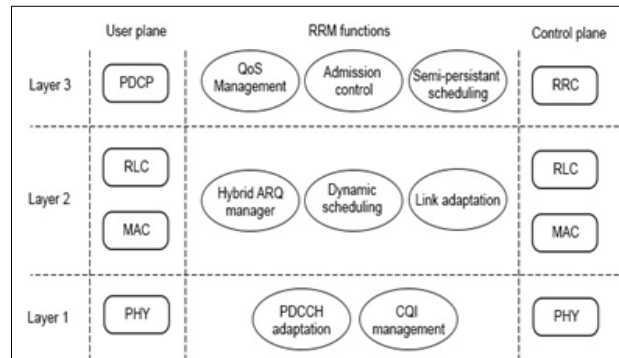 User plane
RRM functions
Control plane
Layer 3
PDCP
QoS
Management
Admission
control
Semi-persistant
scheduling
RRC
Layer 2
RLC
MAC
Hybrid ARQ
manager
Dynamic
scheduling
Link adaptation
RLC
MAC
Layer 1
PHY
PDCCH
adaptation
CQI
management
PHY